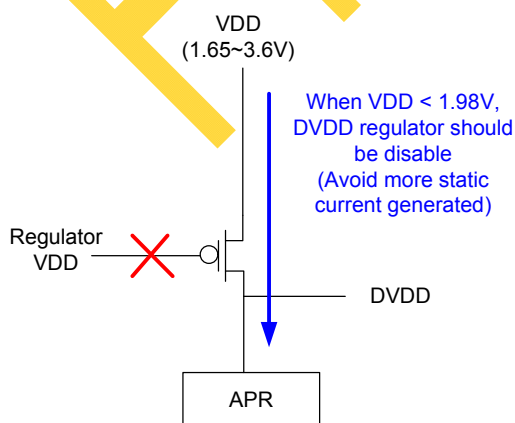 VDD
(1.65~3.6V)
When VDD < 1.98V,
DVDD regulator should
be disable
(Avoid more static
current generated)
Regulator
VDD
DVDD
APR